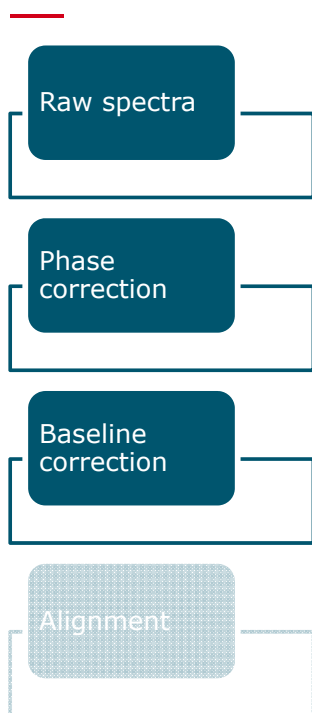 Raw spectra
Phase
correction
Baseline
correction
Alignment